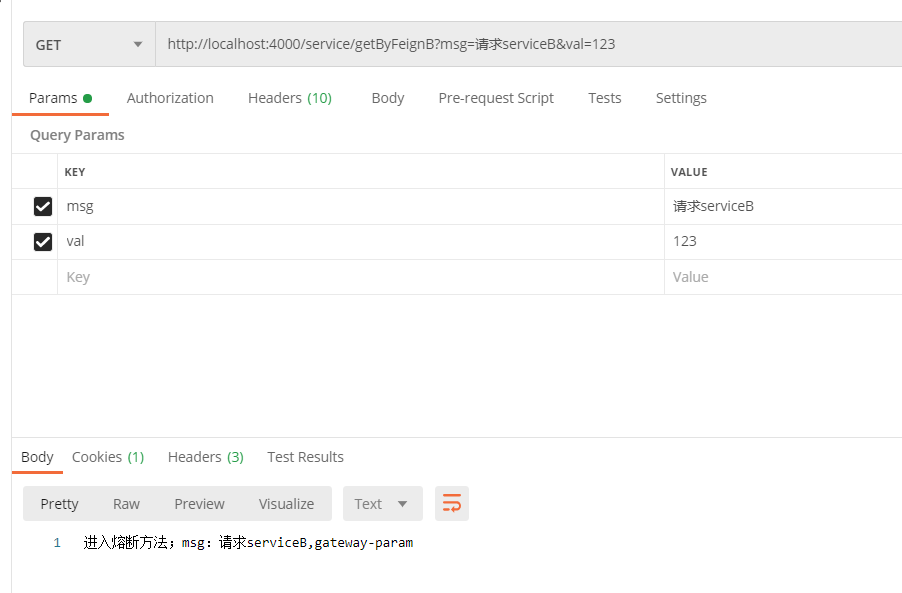 GET http://localhost:4000/service/getByFeignB?msg=请求serviceB&val=123
Params Authorization Headers (10) Body Pre-request Script Tests Settings
Query Params
KEY VALUE
msg 请求serviceB
val 123
Key Value
Body Cookies (1) Headers (3) Test Results
Pretty Raw Preview Visualize Text
1 进入熔断方法；msg：请求serviceB,gateway-param